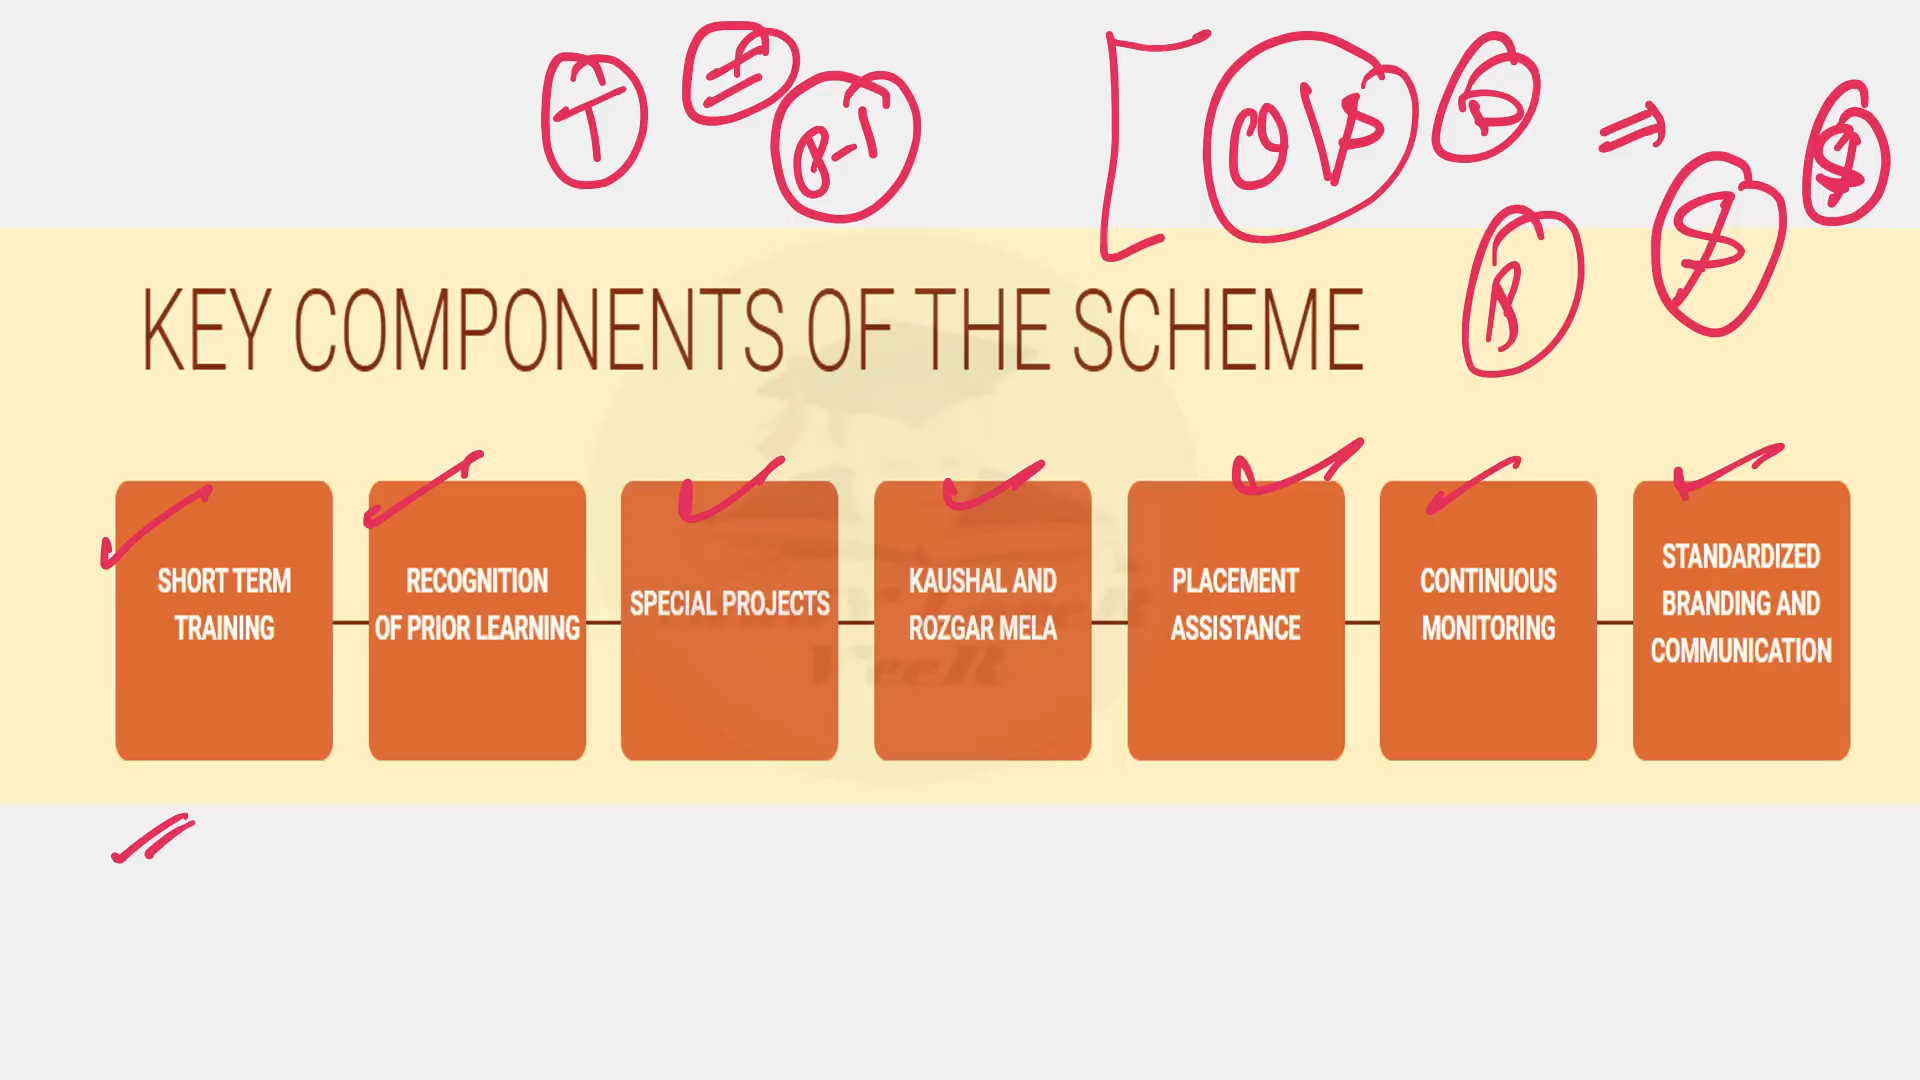 T = P-1
KEY COMPONENTS OF THE SCHEME
SHORT TERM
TRAINING
RECOGNITION
OF PRIOR LEARNING
SPECIAL PROJECTS
KAUSHAL AND
ROZGAR MELA
PLACEMENT
ASSISTANCE
CONTINUOUS
MONITORING
STANDARDIZED
BRANDING AND
COMMUNICATION